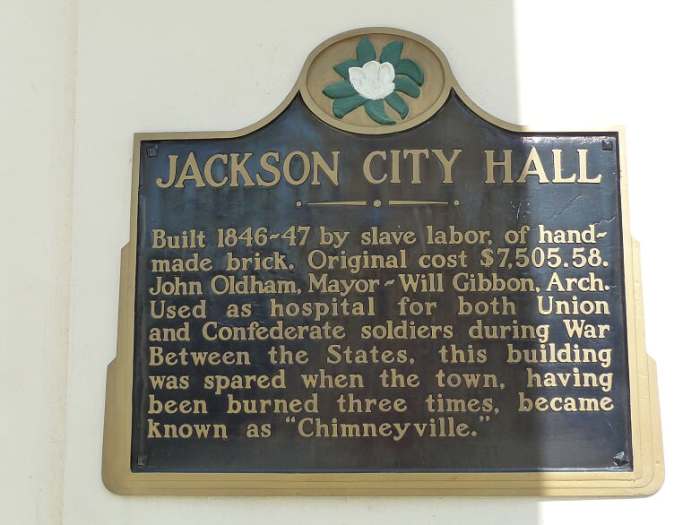 JACKSON CITY HALL
Built 1846-47 by slave labor, of hand-
made brick. Original cost $7,505.58.
John Oldham, Mayor - Will Gibbon, Arch.
Used as hospital for both Union
and Confederate soldiers during War
Between the States, this building
was spared when the town, having
been burned three times, became
known as "Chimneyville."